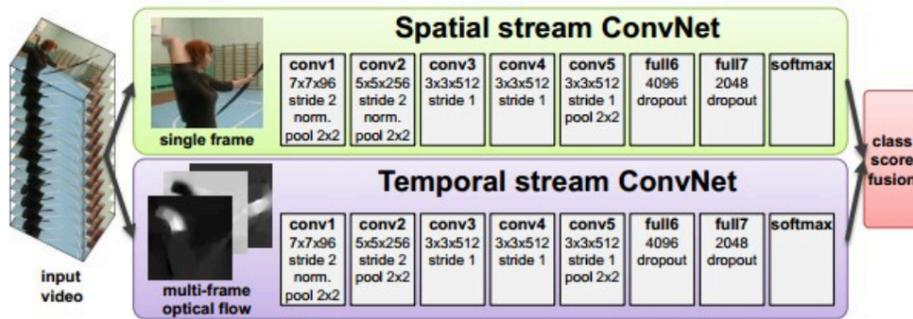 Spatial stream ConvNet
single frame
conv1
7x7x96
stride 2
norm.
pool 2x2
conv2
5x5x256
stride 2
norm.
pool 2x2
conv3
3x3x512
stride 1
conv4
3x3x512
stride 1
conv5
3x3x512
stride 1
pool 2x2
full6
4096
dropout
full7
2048
dropout
softmax
input
video
Temporal stream ConvNet
multi-frame
optical flow
conv1
7x7x96
stride 2
norm.
pool 2x2
conv2
5x5x256
stride 2
pool 2x2
conv3
3x3x512
stride 1
conv4
3x3x512
stride 1
conv5
3x3x512
stride 1
pool 2x2
full6
4096
dropout
full7
2048
dropout
softmax
class
score
fusion